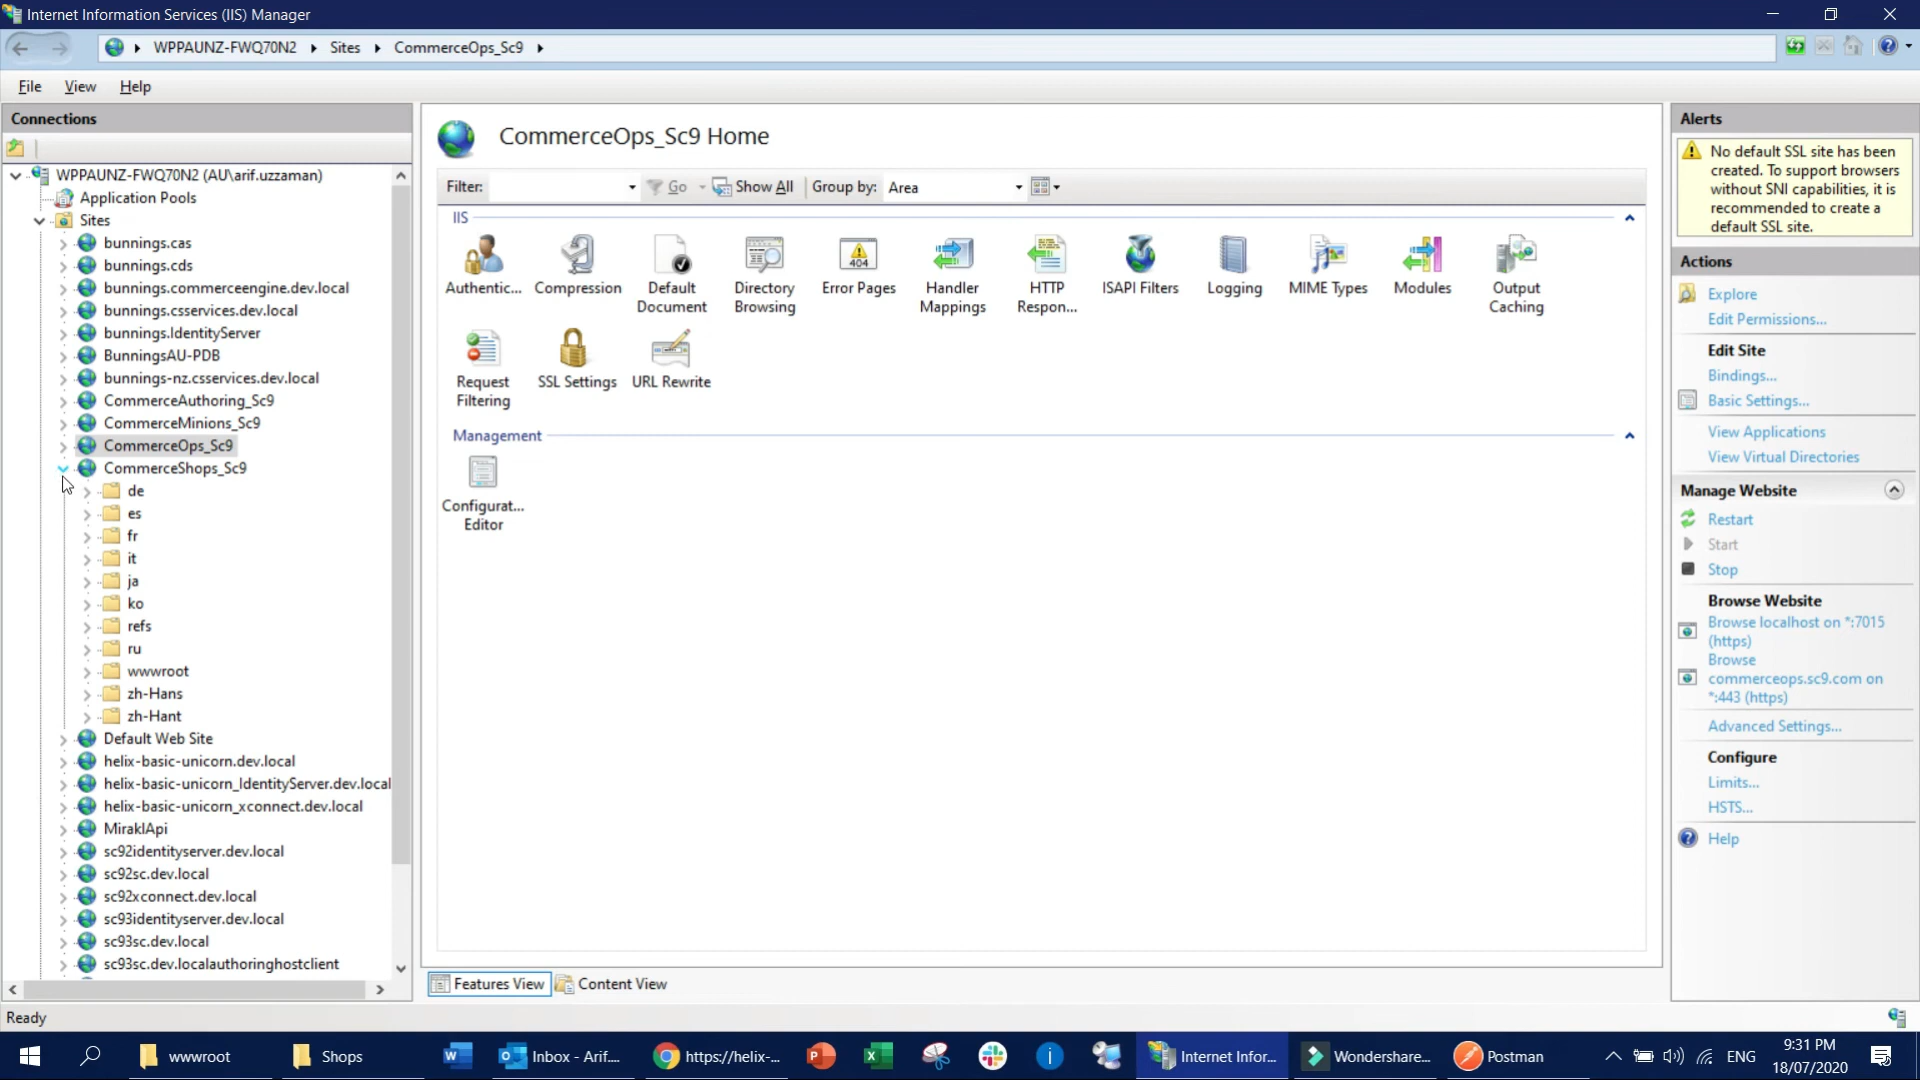 Internet Information Services (IIS) Manager
WPPAUNZ-FWQ70N2 Sites CommerceOps_Sc9
File View Help
Connections
WPPAUNZ-FWQ70N2 (AU\arif.uzzaman)
Application Pools
Sites
bunnings.cas
bunnings.cds
bunnings.commerceengine.dev.local
bunnings.csservices.dev.local
bunnings.IdentityServer
BunningsAU-PDB
bunnings-nz.csservices.dev.local
CommerceAuthoring_Sc9
CommerceMinions_Sc9
CommerceOps_Sc9
CommerceShops_Sc9
de
es
fr
it
ja
ko
refs
ru
wwwroot
zh-Hans
zh-Hant
Default Web Site
helix-basic-unicorn.dev.local
helix-basic-unicorn_IdentityServer.dev.local
helix-basic-unicorn_xconnect.dev.local
MiraklApi
sc92identityserver.dev.local
sc92sc.dev.local
sc92xconnect.dev.local
sc93identityserver.dev.local
sc93sc.dev.local
sc93sc.dev.localauthoringhostclient
CommerceOps_Sc9 Home
Filter: Go Show All Group by: Area
IIS
Authentic...
Compression
Default
Document
Directory
Browsing
Error Pages
404
Handler
Mappings
HTTP
Respon...
ISAPI Filters
Logging
MIME Types
Modules
Output
Caching
Request
Filtering
SSL Settings
URL Rewrite
Management
Configurat...
Editor
Features View Content View
Alerts
No default SSL site has been
created. To support browsers
without SNI capabilities, it is
recommended to create a
default SSL site.
Actions
Explore
Edit Permissions...
Edit Site
Bindings...
Basic Settings...
View Applications
View Virtual Directories
Manage Website
Restart
Start
Stop
Browse Website
Browse localhost on *:7015
(https)
Browse
commerceops.sc9.com on
*:443 (https)
Advanced Settings...
Configure
Limits...
HSTS...
Help
Ready
wwwroot Shops Inbox - Arif.... https://helix-... Internet Infor... Wondershare... Postman ENG
9:31 PM
18/07/2020